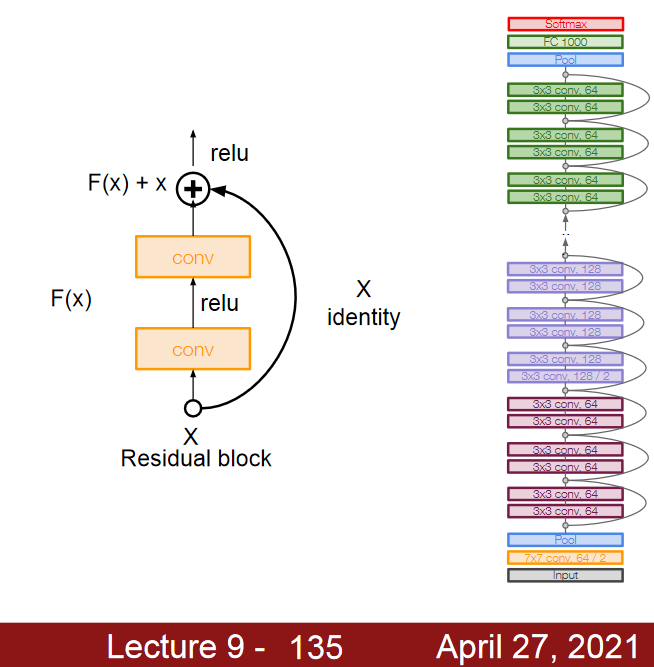 relu
F(x) + x
conv
F(x)
relu
X
identity
conv
X
Residual block
Softmax
FC 1000
Pool
3x3 conv, 64
3x3 conv, 64
3x3 conv, 64
3x3 conv, 64
3x3 conv, 64
3x3 conv, 64
..
3x3 conv, 128
3x3 conv, 128
3x3 conv, 128
3x3 conv, 128
3x3 conv, 128
3x3 conv, 128 / 2
3x3 conv, 64
3x3 conv, 64
3x3 conv, 64
3x3 conv, 64
3x3 conv, 64
3x3 conv, 64
Pool
7x7 conv, 64 / 2
Input
Lecture 9 - 135 April 27, 2021